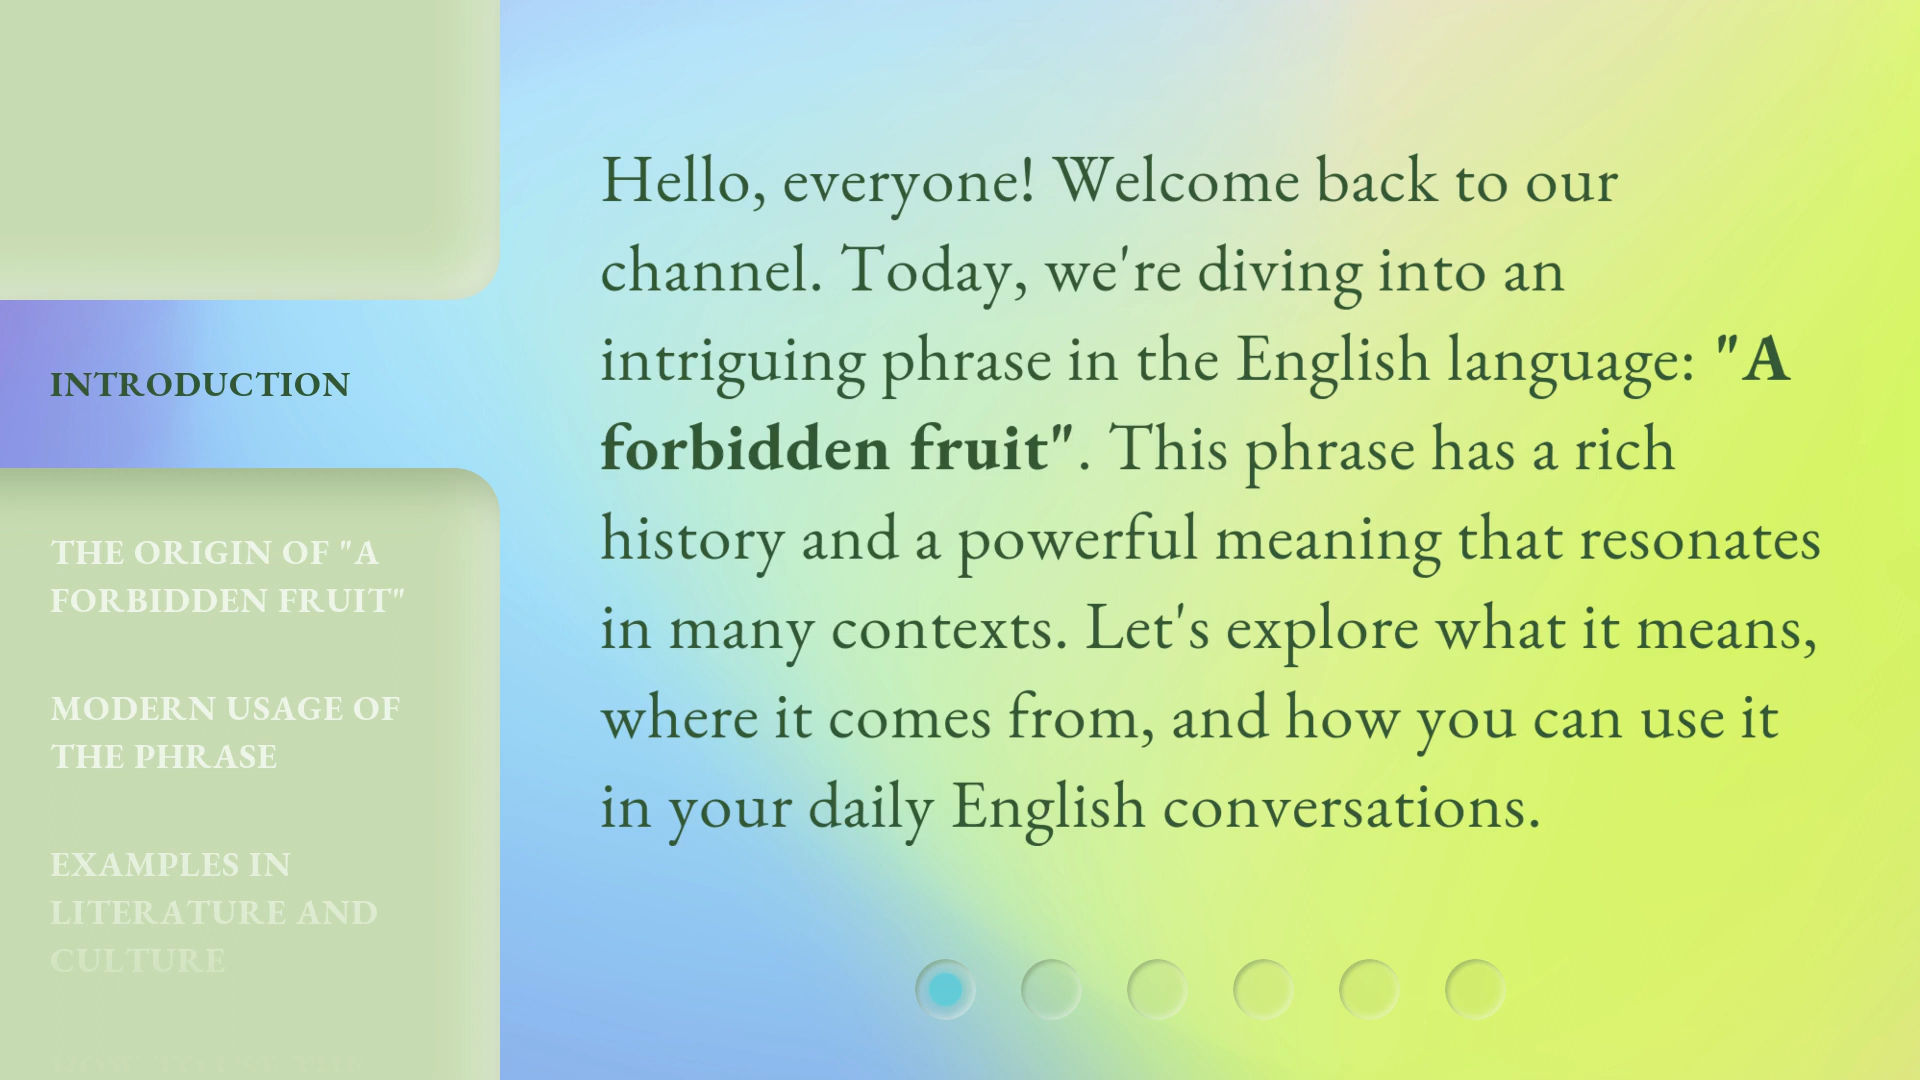 INTRODUCTION
THE ORIGIN OF "A
FORBIDDEN FRUIT"
MODERN USAGE OF
THE PHRASE
EXAMPLES IN
LITERATURE AND
CULTURE
Hello, everyone! Welcome back to our
channel. Today, we're diving into an
intriguing phrase in the English language: "A
forbidden fruit". This phrase has a rich
history and a powerful meaning that resonates
in many contexts. Let's explore what it means,
where it comes from, and how you can use it
in your daily English conversations.